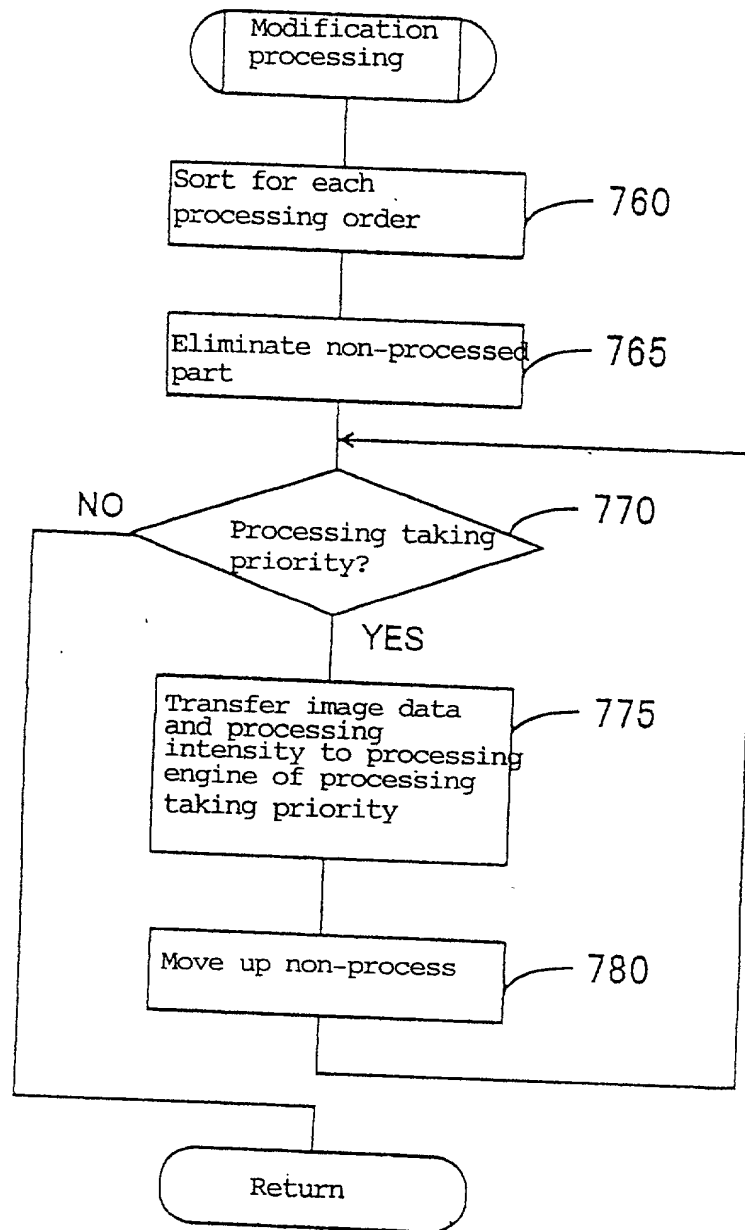 Modification
processing
Sort for each
processing order
760
Eliminate non-processed
part
765
NO
Processing taking
priority?
770
YES
Transfer image data
and processing
intensity to processing
engine of processing
taking priority
775
Move up non-process
780
Return